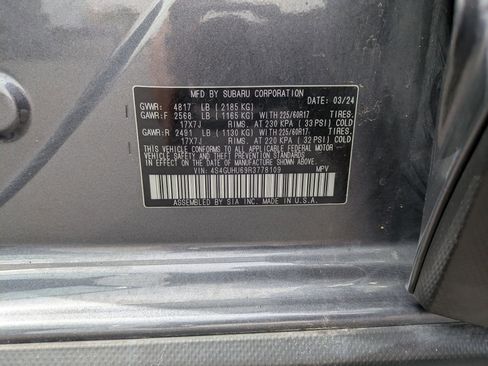 MFD BY SUBARU CORPORATION DATE: 03/24
GVWR: 4817 LB ( 2185 KG)
GAWR:F 2568 LB ( 1165 KG) WITH 225/60R17 TIRES.
17X7J RIMS. AT 230 KPA ( 33 PSI) COLD
GAWR:R 2491 LB ( 1130 KG) WITH 225/60R17. TIRES.
17X7J RIMS. AT 220 KPA ( 32 PSI) COLD
THIS VEHICLE CONFORMS TO ALL APPLICABLE FEDERAL MOTOR
VEHICLE SAFETY AND THEFT PREVENTION STANDARDS
IN EFFECT ON THE DATE OF MANUFACTURE SHOWN ABOVE.
VIN: 4S4GUHU69R3778109 MPV
ASSEMBLED BY SIA INC. MADE IN U.S.A.